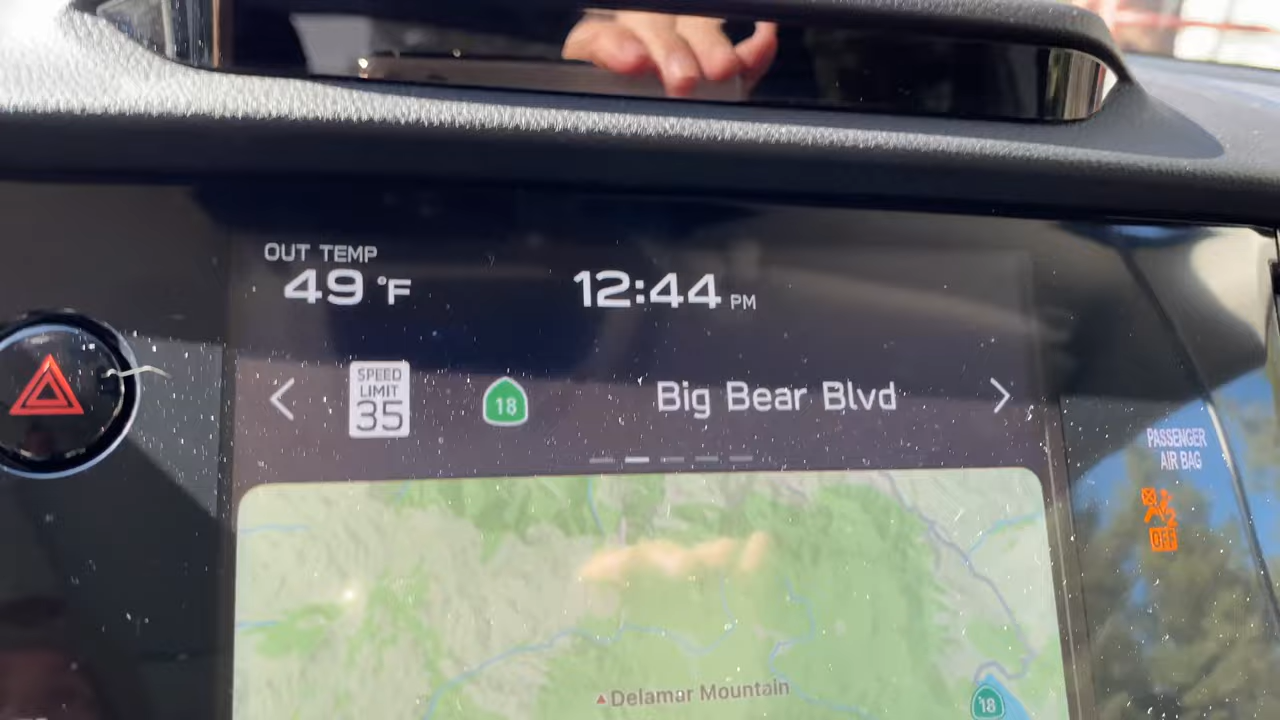 OUT TEMP
49 °F
12:44 PM
SPEED
LIMIT
35
18
Big Bear Blvd
PASSENGER
AIR BAG
OFF
Delamar Mountain
18